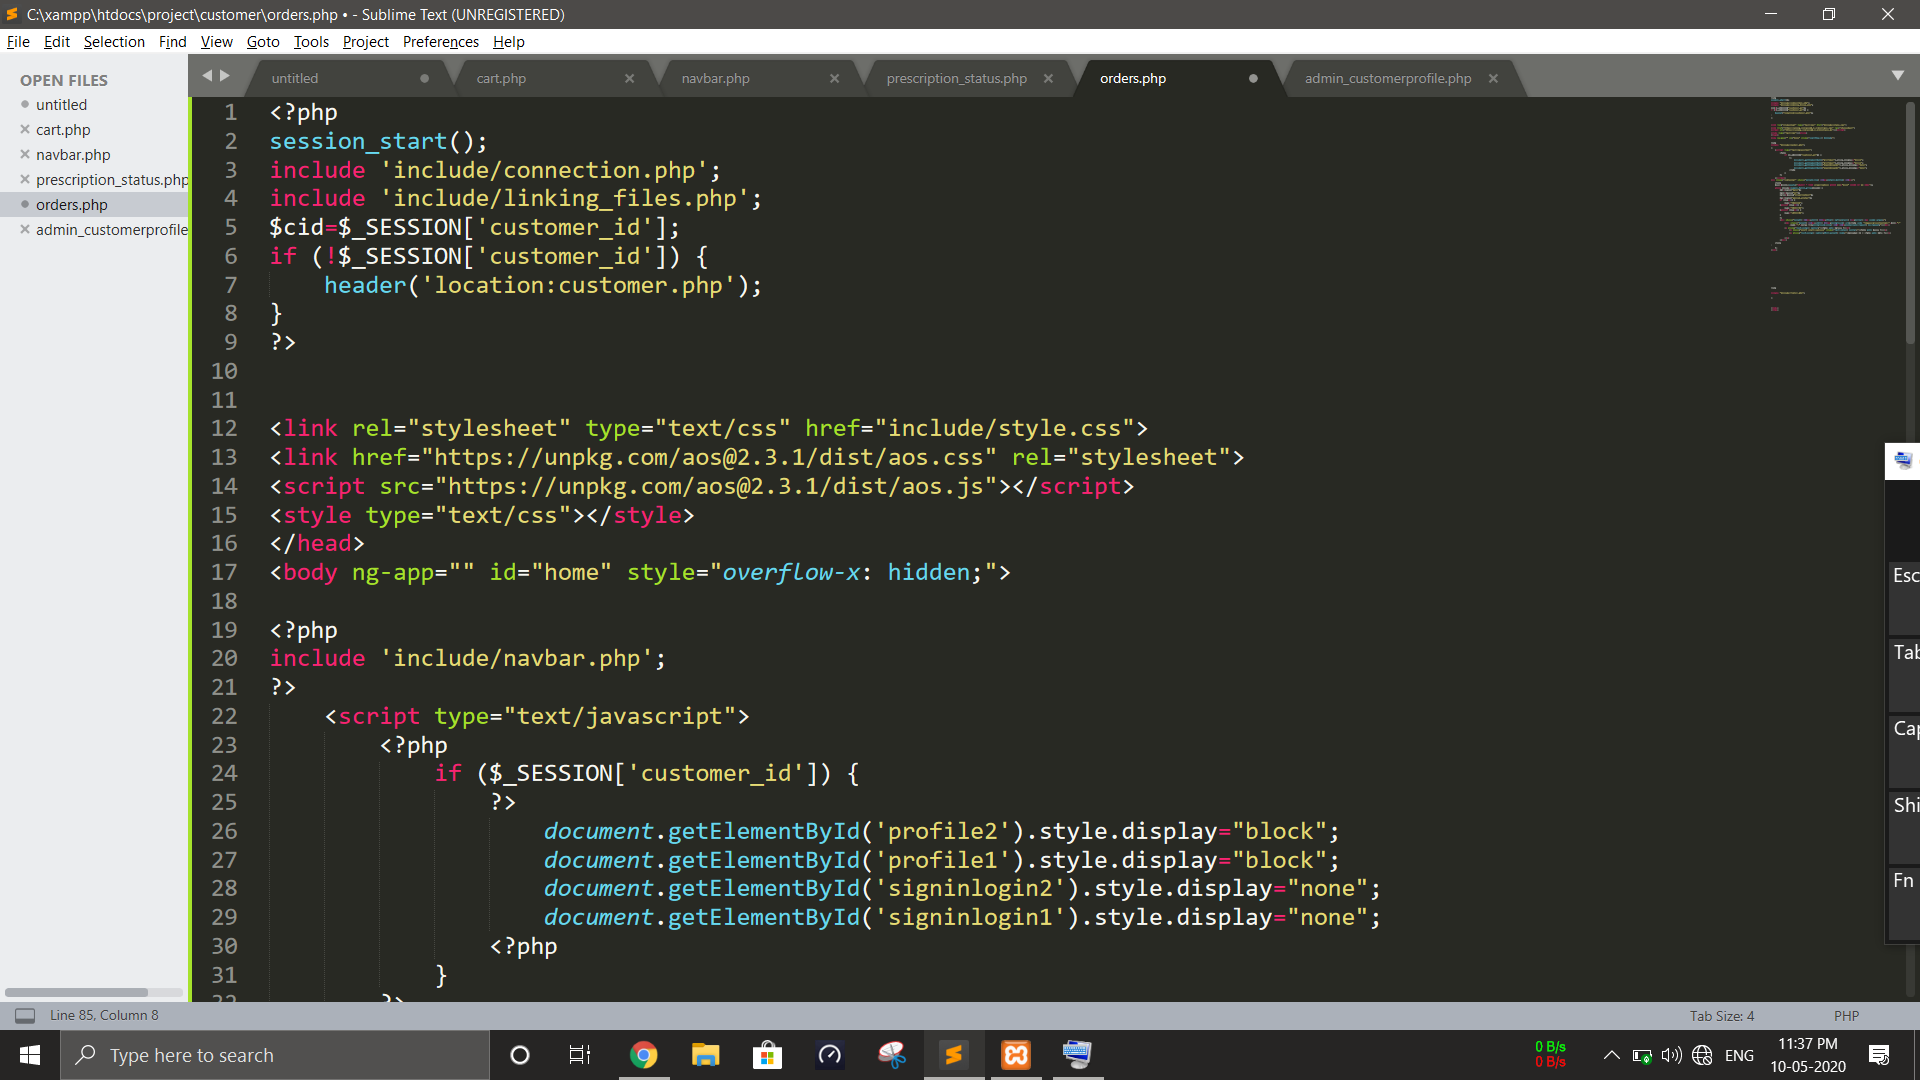 C:\xampp\htdocs\project\customer\orders.php • - Sublime Text (UNREGISTERED)
File Edit Selection Find View Goto Tools Project Preferences Help
OPEN FILES
untitled
cart.php
navbar.php
prescription_status.php
orders.php
admin_customerprofile
untitled cart.php navbar.php prescription_status.php orders.php admin_customerprofile.php
1 <?php
2 session_start();
3 include 'include/connection.php';
4 include 'include/linking_files.php';
5 $cid=$_SESSION['customer_id'];
6 if (!$_SESSION['customer_id']) {
7 header('location:customer.php');
8 }
9 ?>
10
11
12 <link rel="stylesheet" type="text/css" href="include/style.css">
13 <link href="https://unpkg.com/aos@2.3.1/dist/aos.css" rel="stylesheet">
14 <script src="https://unpkg.com/aos@2.3.1/dist/aos.js"></script>
15 <style type="text/css"></style>
16 </head>
17 <body ng-app="" id="home" style="overflow-x: hidden;">
18
19 <?php
20 include 'include/navbar.php';
21 ?>
22 <script type="text/javascript">
23 <?php
24 if ($_SESSION['customer_id']) {
25 ?>
26 document.getElementById('profile2').style.display="block";
27 document.getElementById('profile1').style.display="block";
28 document.getElementById('signinlogin2').style.display="none";
29 document.getElementById('signinlogin1').style.display="none";
30 <?php
31 }
32 ?>
Esc
Tab
Cap
Shi
Fn
Line 85, Column 8
Tab Size: 4
PHP
Type here to search
0 B/s
0 B/s
ENG
11:37 PM
10-05-2020